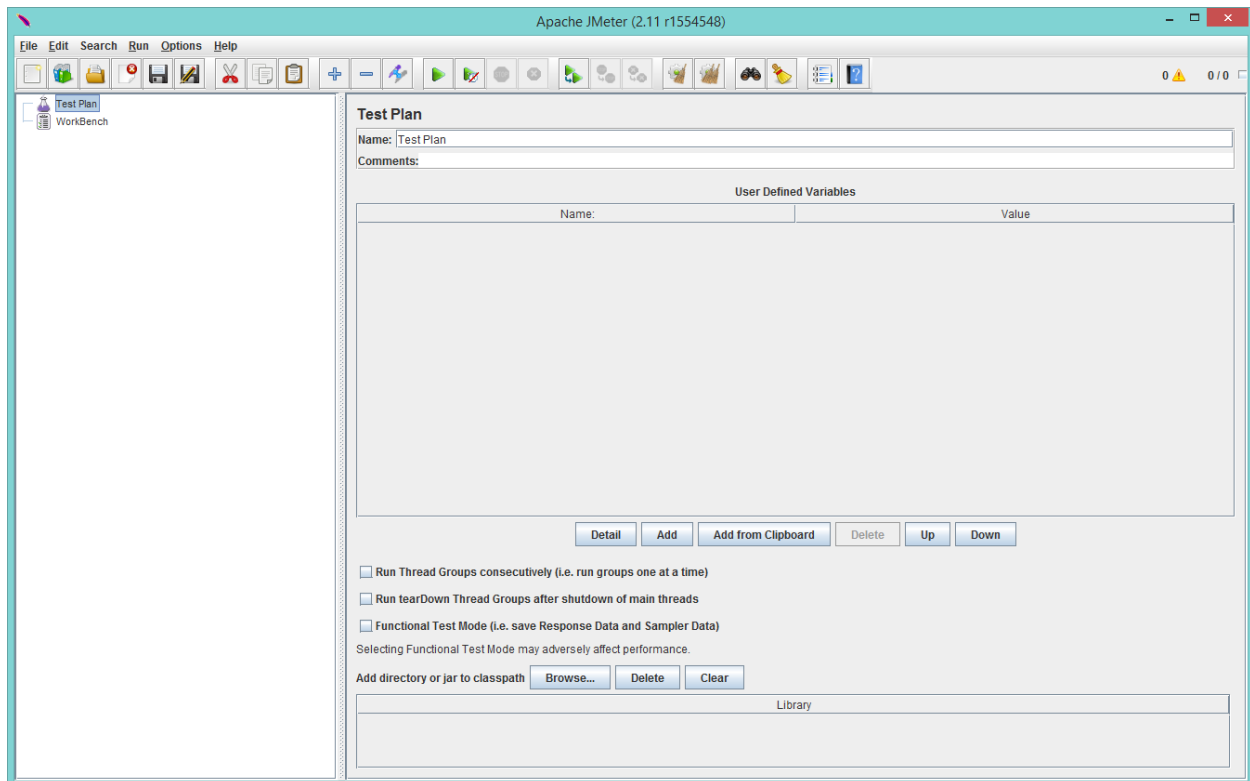 Apache JMeter (2.11 r1554548)
File Edit Search Run Options Help
0 0 / 0
Test Plan
WorkBench
Test Plan
Name: Test Plan
Comments:
User Defined Variables
Name: Value
Detail Add Add from Clipboard Delete Up Down
Run Thread Groups consecutively (i.e. run groups one at a time)
Run tearDown Thread Groups after shutdown of main threads
Functional Test Mode (i.e. save Response Data and Sampler Data)
Selecting Functional Test Mode may adversely affect performance.
Add directory or jar to classpath Browse... Delete Clear
Library